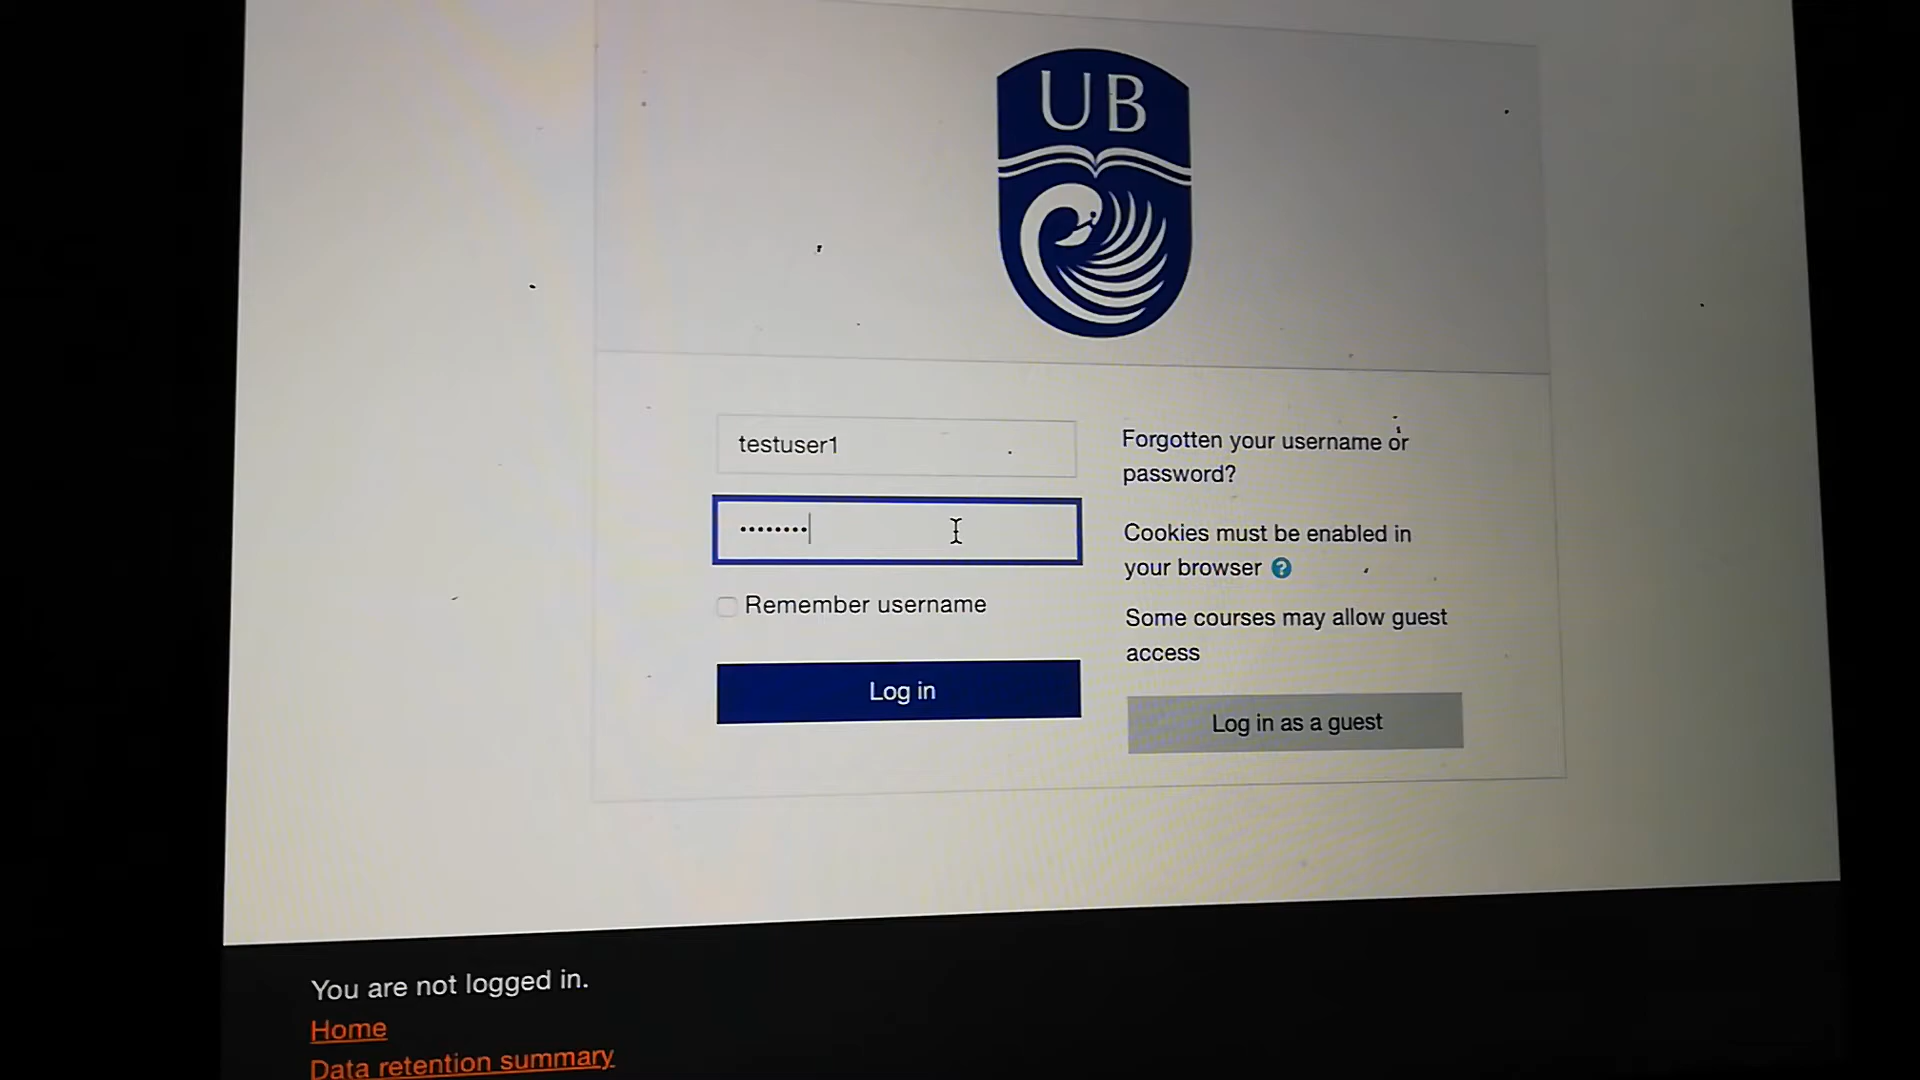 UB
testuser1
••••••••
Remember username
Log in
Forgotten your username or
password?
Cookies must be enabled in
your browser ?
Some courses may allow guest
access
Log in as a guest
You are not logged in.
Home
Data retention summary